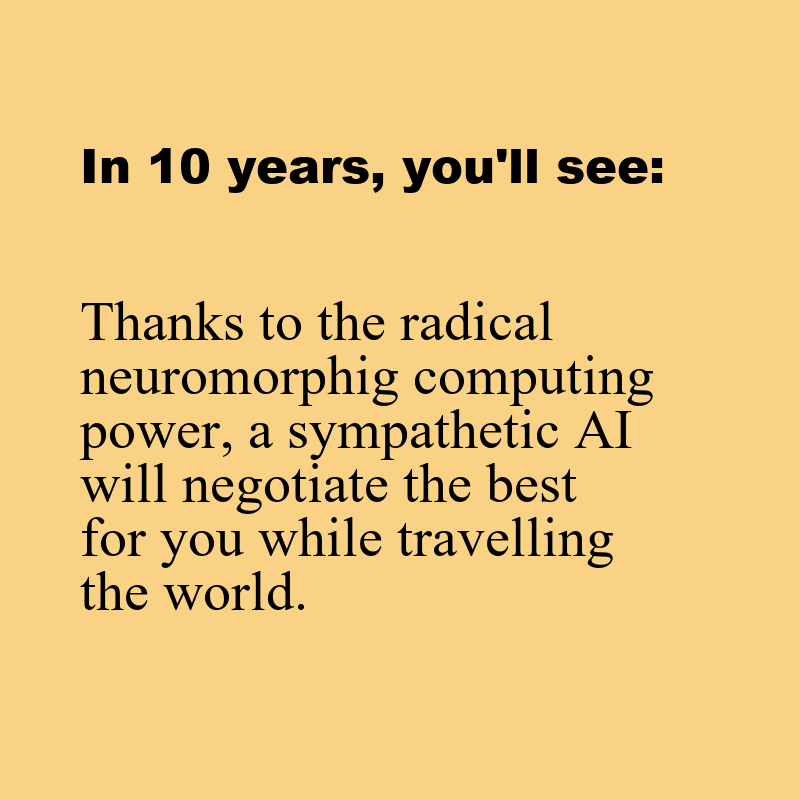 In 10 years, you'll see:
Thanks to the radical
neuromorphig computing
power, a sympathetic AI
will negotiate the best
for you while travelling
the world.